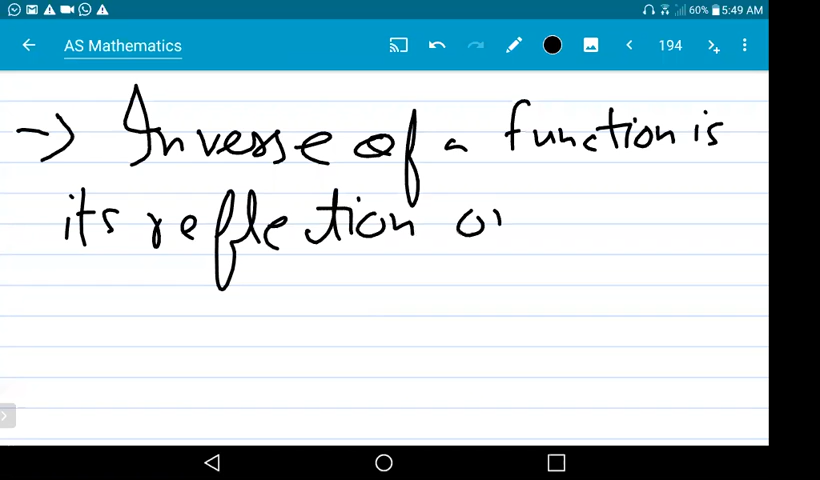 60% 5:49 AM
AS Mathematics 194
→ Inverse of a function is
its reflection